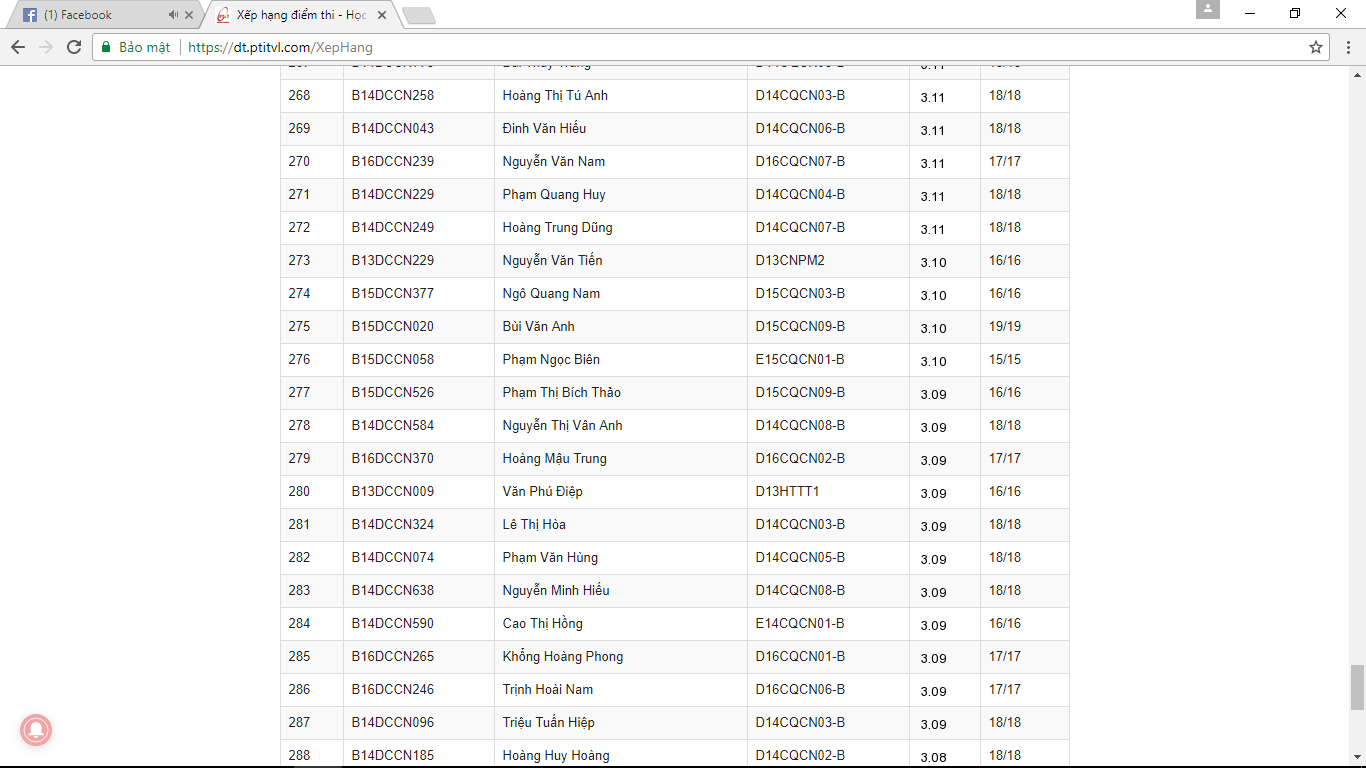 (1) Facebook
Xếp hạng điểm thi - Học
Bảo mật https://dt.ptitvl.com/XepHang
268 B14DCCN258 Hoàng Thị Tú Anh D14CQCN03-B 3.11 18/18
269 B14DCCN043 Đinh Văn Hiếu D14CQCN06-B 3.11 18/18
270 B16DCCN239 Nguyễn Văn Nam D16CQCN07-B 3.11 17/17
271 B14DCCN229 Phạm Quang Huy D14CQCN04-B 3.11 18/18
272 B14DCCN249 Hoàng Trung Dũng D14CQCN07-B 3.11 18/18
273 B13DCCN229 Nguyễn Văn Tiến D13CNPM2 3.10 16/16
274 B15DCCN377 Ngô Quang Nam D15CQCN03-B 3.10 16/16
275 B15DCCN020 Bùi Văn Anh D15CQCN09-B 3.10 19/19
276 B15DCCN058 Phạm Ngọc Biên E15CQCN01-B 3.10 15/15
277 B15DCCN526 Phạm Thị Bích Thảo D15CQCN09-B 3.09 16/16
278 B14DCCN584 Nguyễn Thị Vân Anh D14CQCN08-B 3.09 18/18
279 B16DCCN370 Hoàng Mậu Trung D16CQCN02-B 3.09 17/17
280 B13DCCN009 Văn Phú Điệp D13HTTT1 3.09 16/16
281 B14DCCN324 Lê Thị Hòa D14CQCN03-B 3.09 18/18
282 B14DCCN074 Phạm Văn Hùng D14CQCN05-B 3.09 18/18
283 B14DCCN638 Nguyễn Minh Hiếu D14CQCN08-B 3.09 18/18
284 B14DCCN590 Cao Thị Hồng E14CQCN01-B 3.09 16/16
285 B16DCCN265 Khổng Hoàng Phong D16CQCN01-B 3.09 17/17
286 B16DCCN246 Trịnh Hoài Nam D16CQCN06-B 3.09 17/17
287 B14DCCN096 Triệu Tuấn Hiệp D14CQCN03-B 3.09 18/18
288 B14DCCN185 Hoàng Huy Hoàng D14CQCN02-B 3.08 18/18